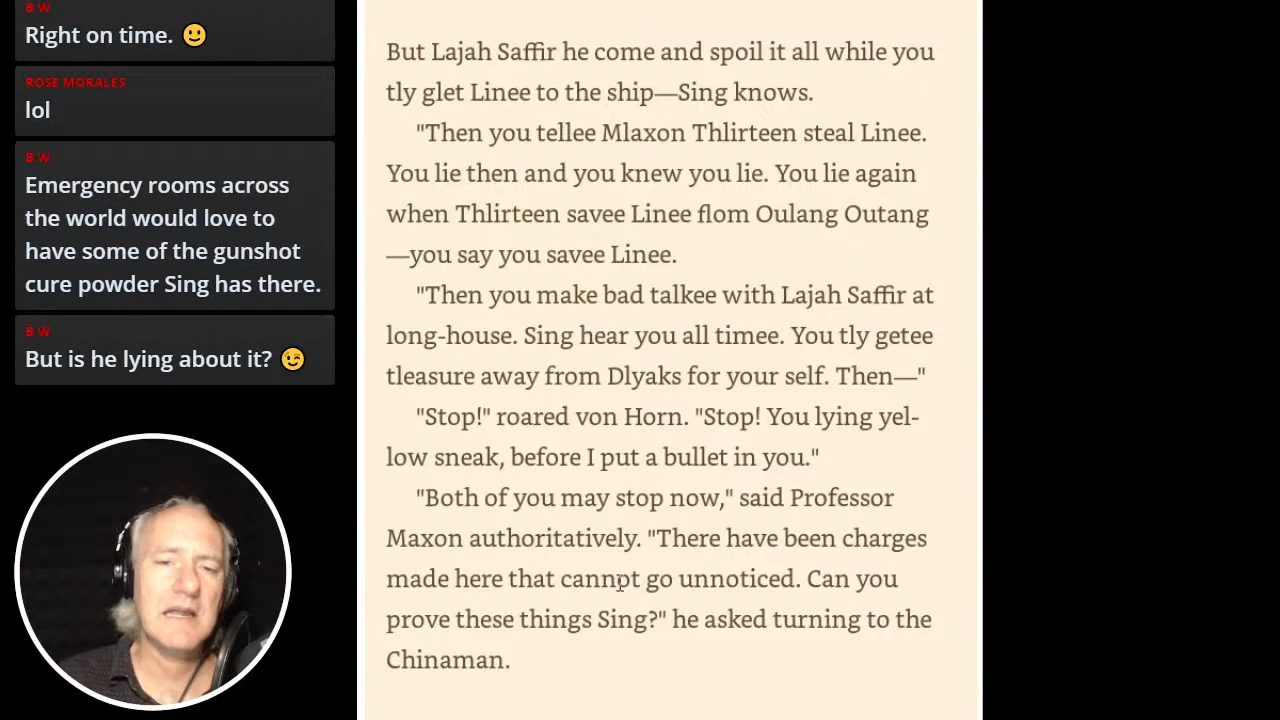 B W
Right on time. 🙂
ROSE MORALES
lol
B W
Emergency rooms across
the world would love to
have some of the gunshot
cure powder Sing has there.
B W
But is he lying about it? 😉
But Lajah Saffir he come and spoil it all while you
tly glet Linee to the ship—Sing knows.
"Then you tellee Mlaxon Thlirteen steal Linee.
You lie then and you knew you lie. You lie again
when Thlirteen savee Linee flom Oulang Outang
—you say you savee Linee.
"Then you make bad talkee with Lajah Saffir at
long-house. Sing hear you all timee. You tly getee
tleasure away from Dlyaks for your self. Then—"
"Stop!" roared von Horn. "Stop! You lying yel-
low sneak, before I put a bullet in you."
"Both of you may stop now," said Professor
Maxon authoritatively. "There have been charges
made here that cannot go unnoticed. Can you
prove these things Sing?" he asked turning to the
Chinaman.